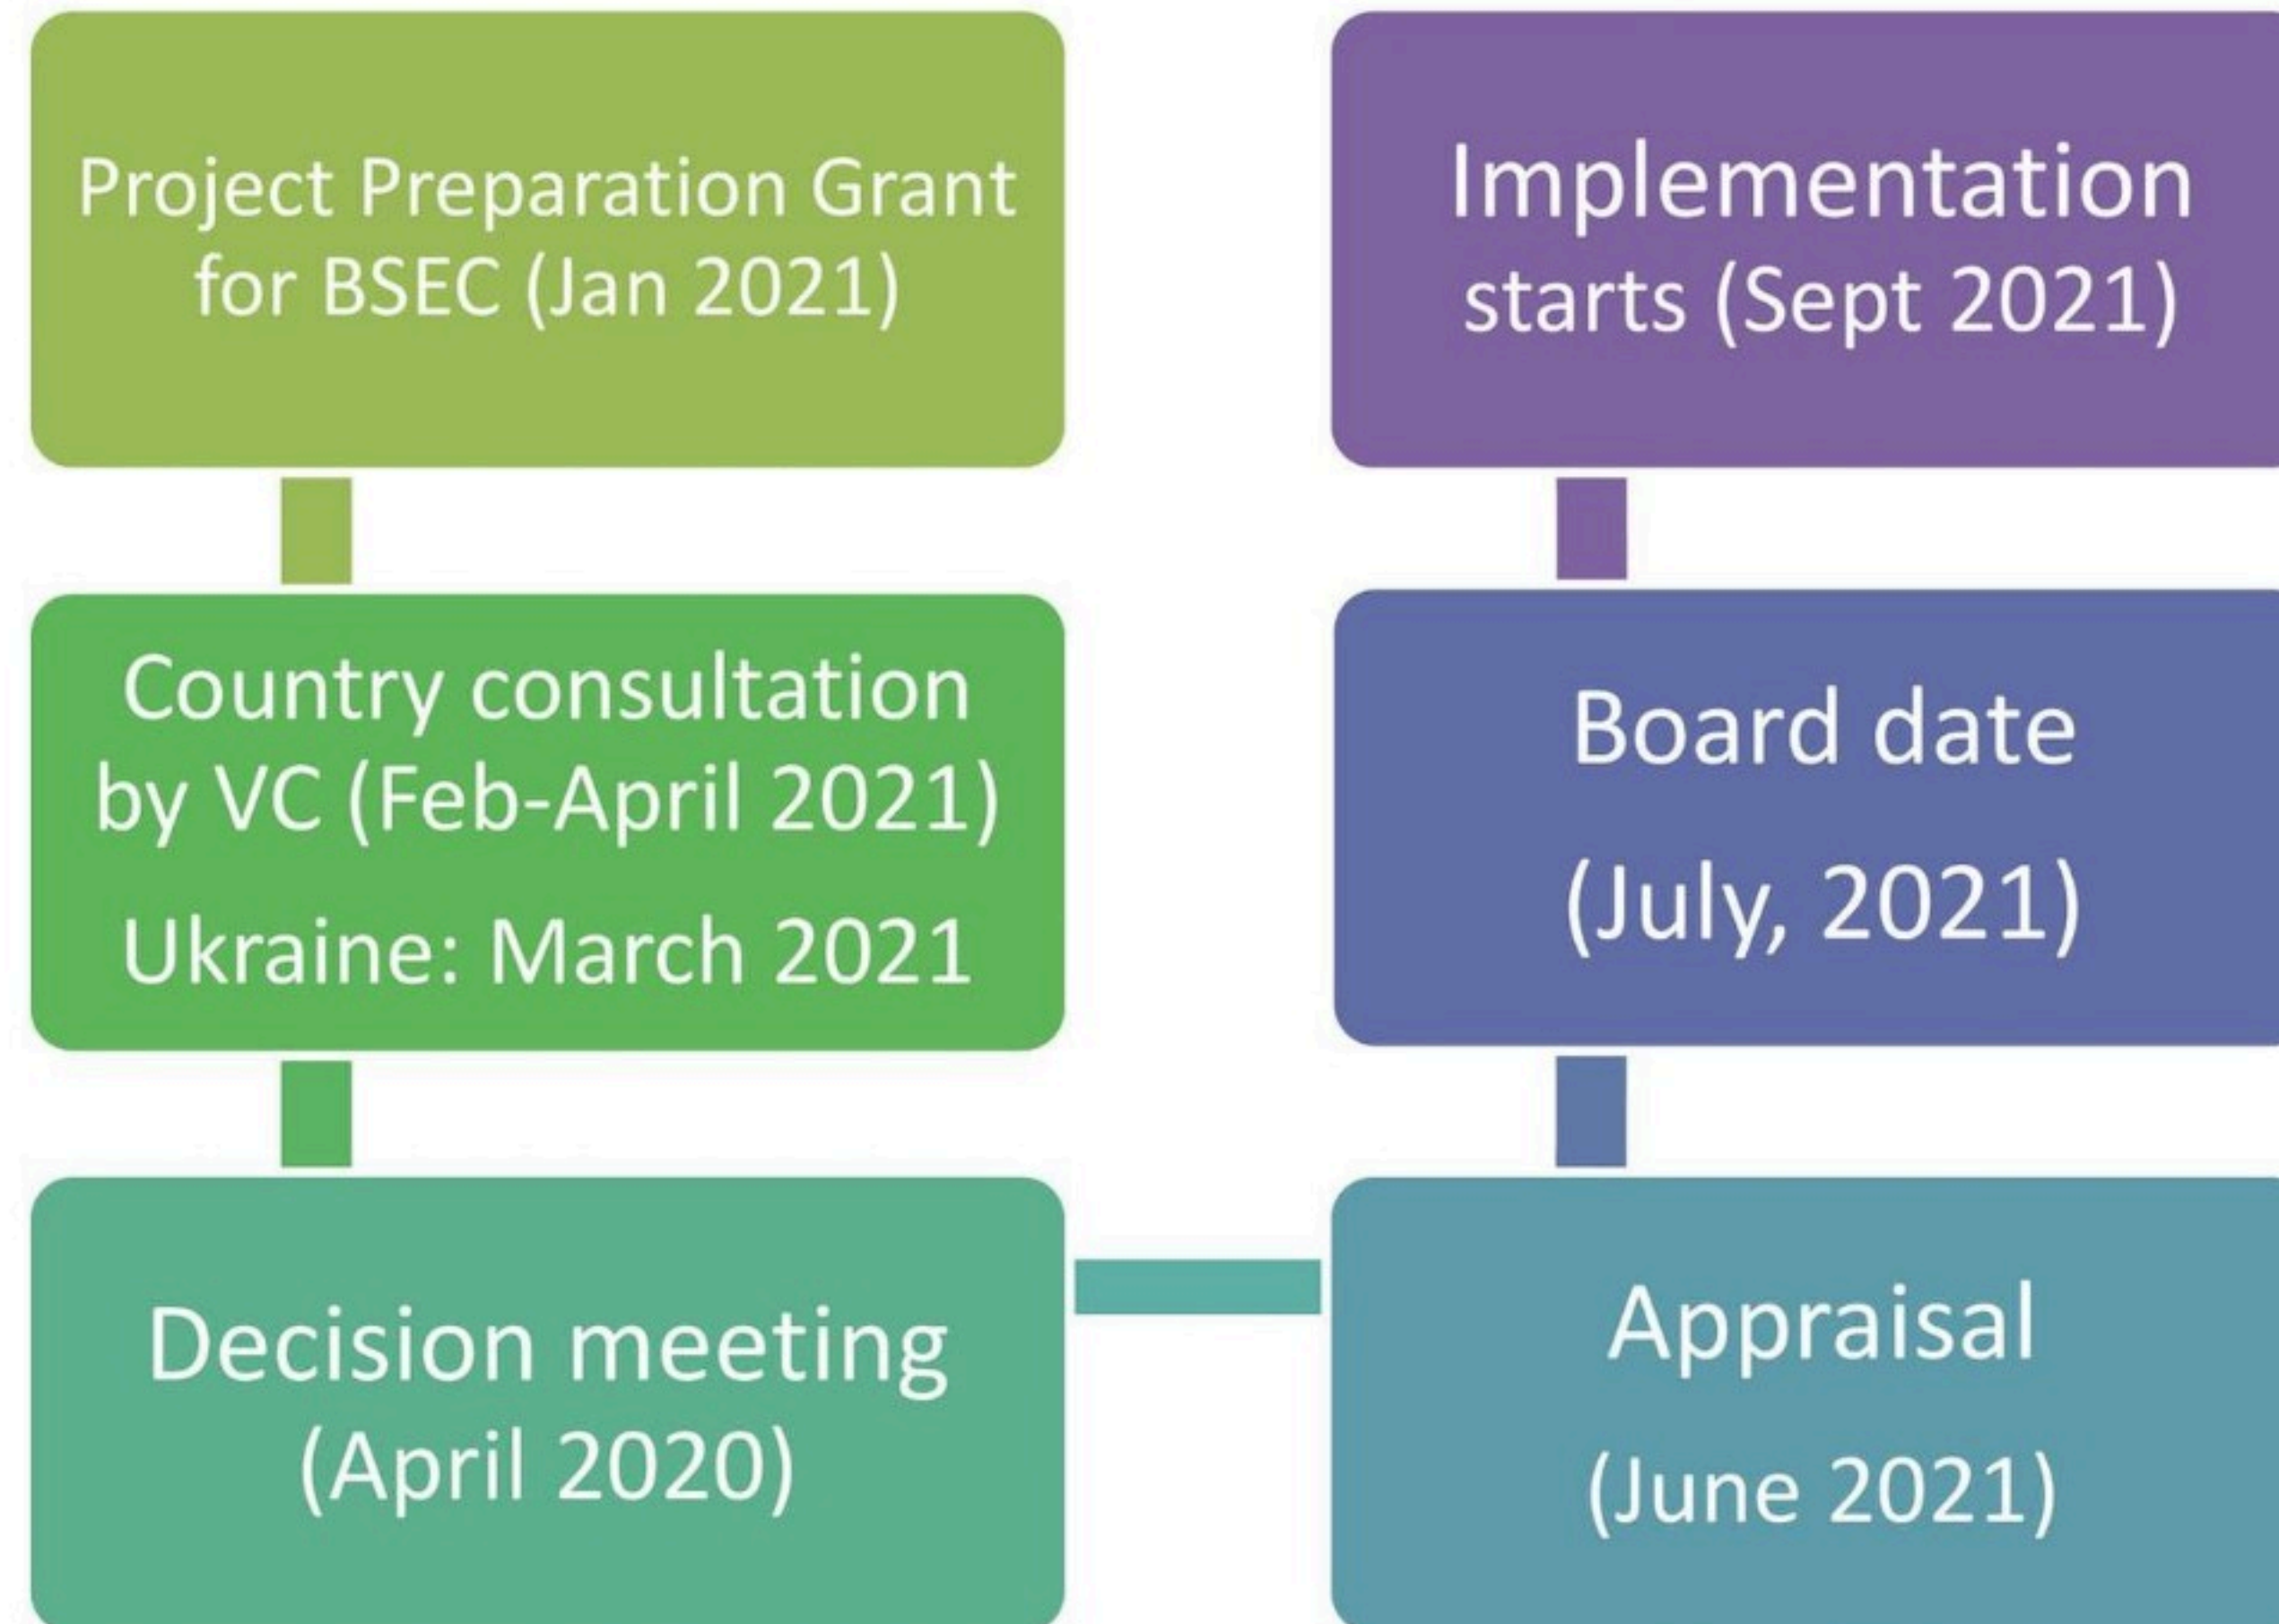 Project Preparation Grant
for BSEC (Jan 2021)
Country consultation
by VC (Feb-April 2021)
Ukraine: March 2021
Decision meeting
(April 2020)
Appraisal
(June 2021)
Board date
(July, 2021)
Implementation
starts (Sept 2021)